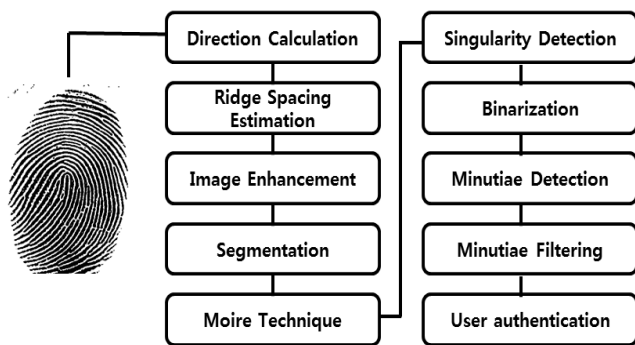 Direction Calculation
Ridge Spacing
Estimation
Image Enhancement
Segmentation
Moire Technique
Singularity Detection
Binarization
Minutiae Detection
Minutiae Filtering
User authentication